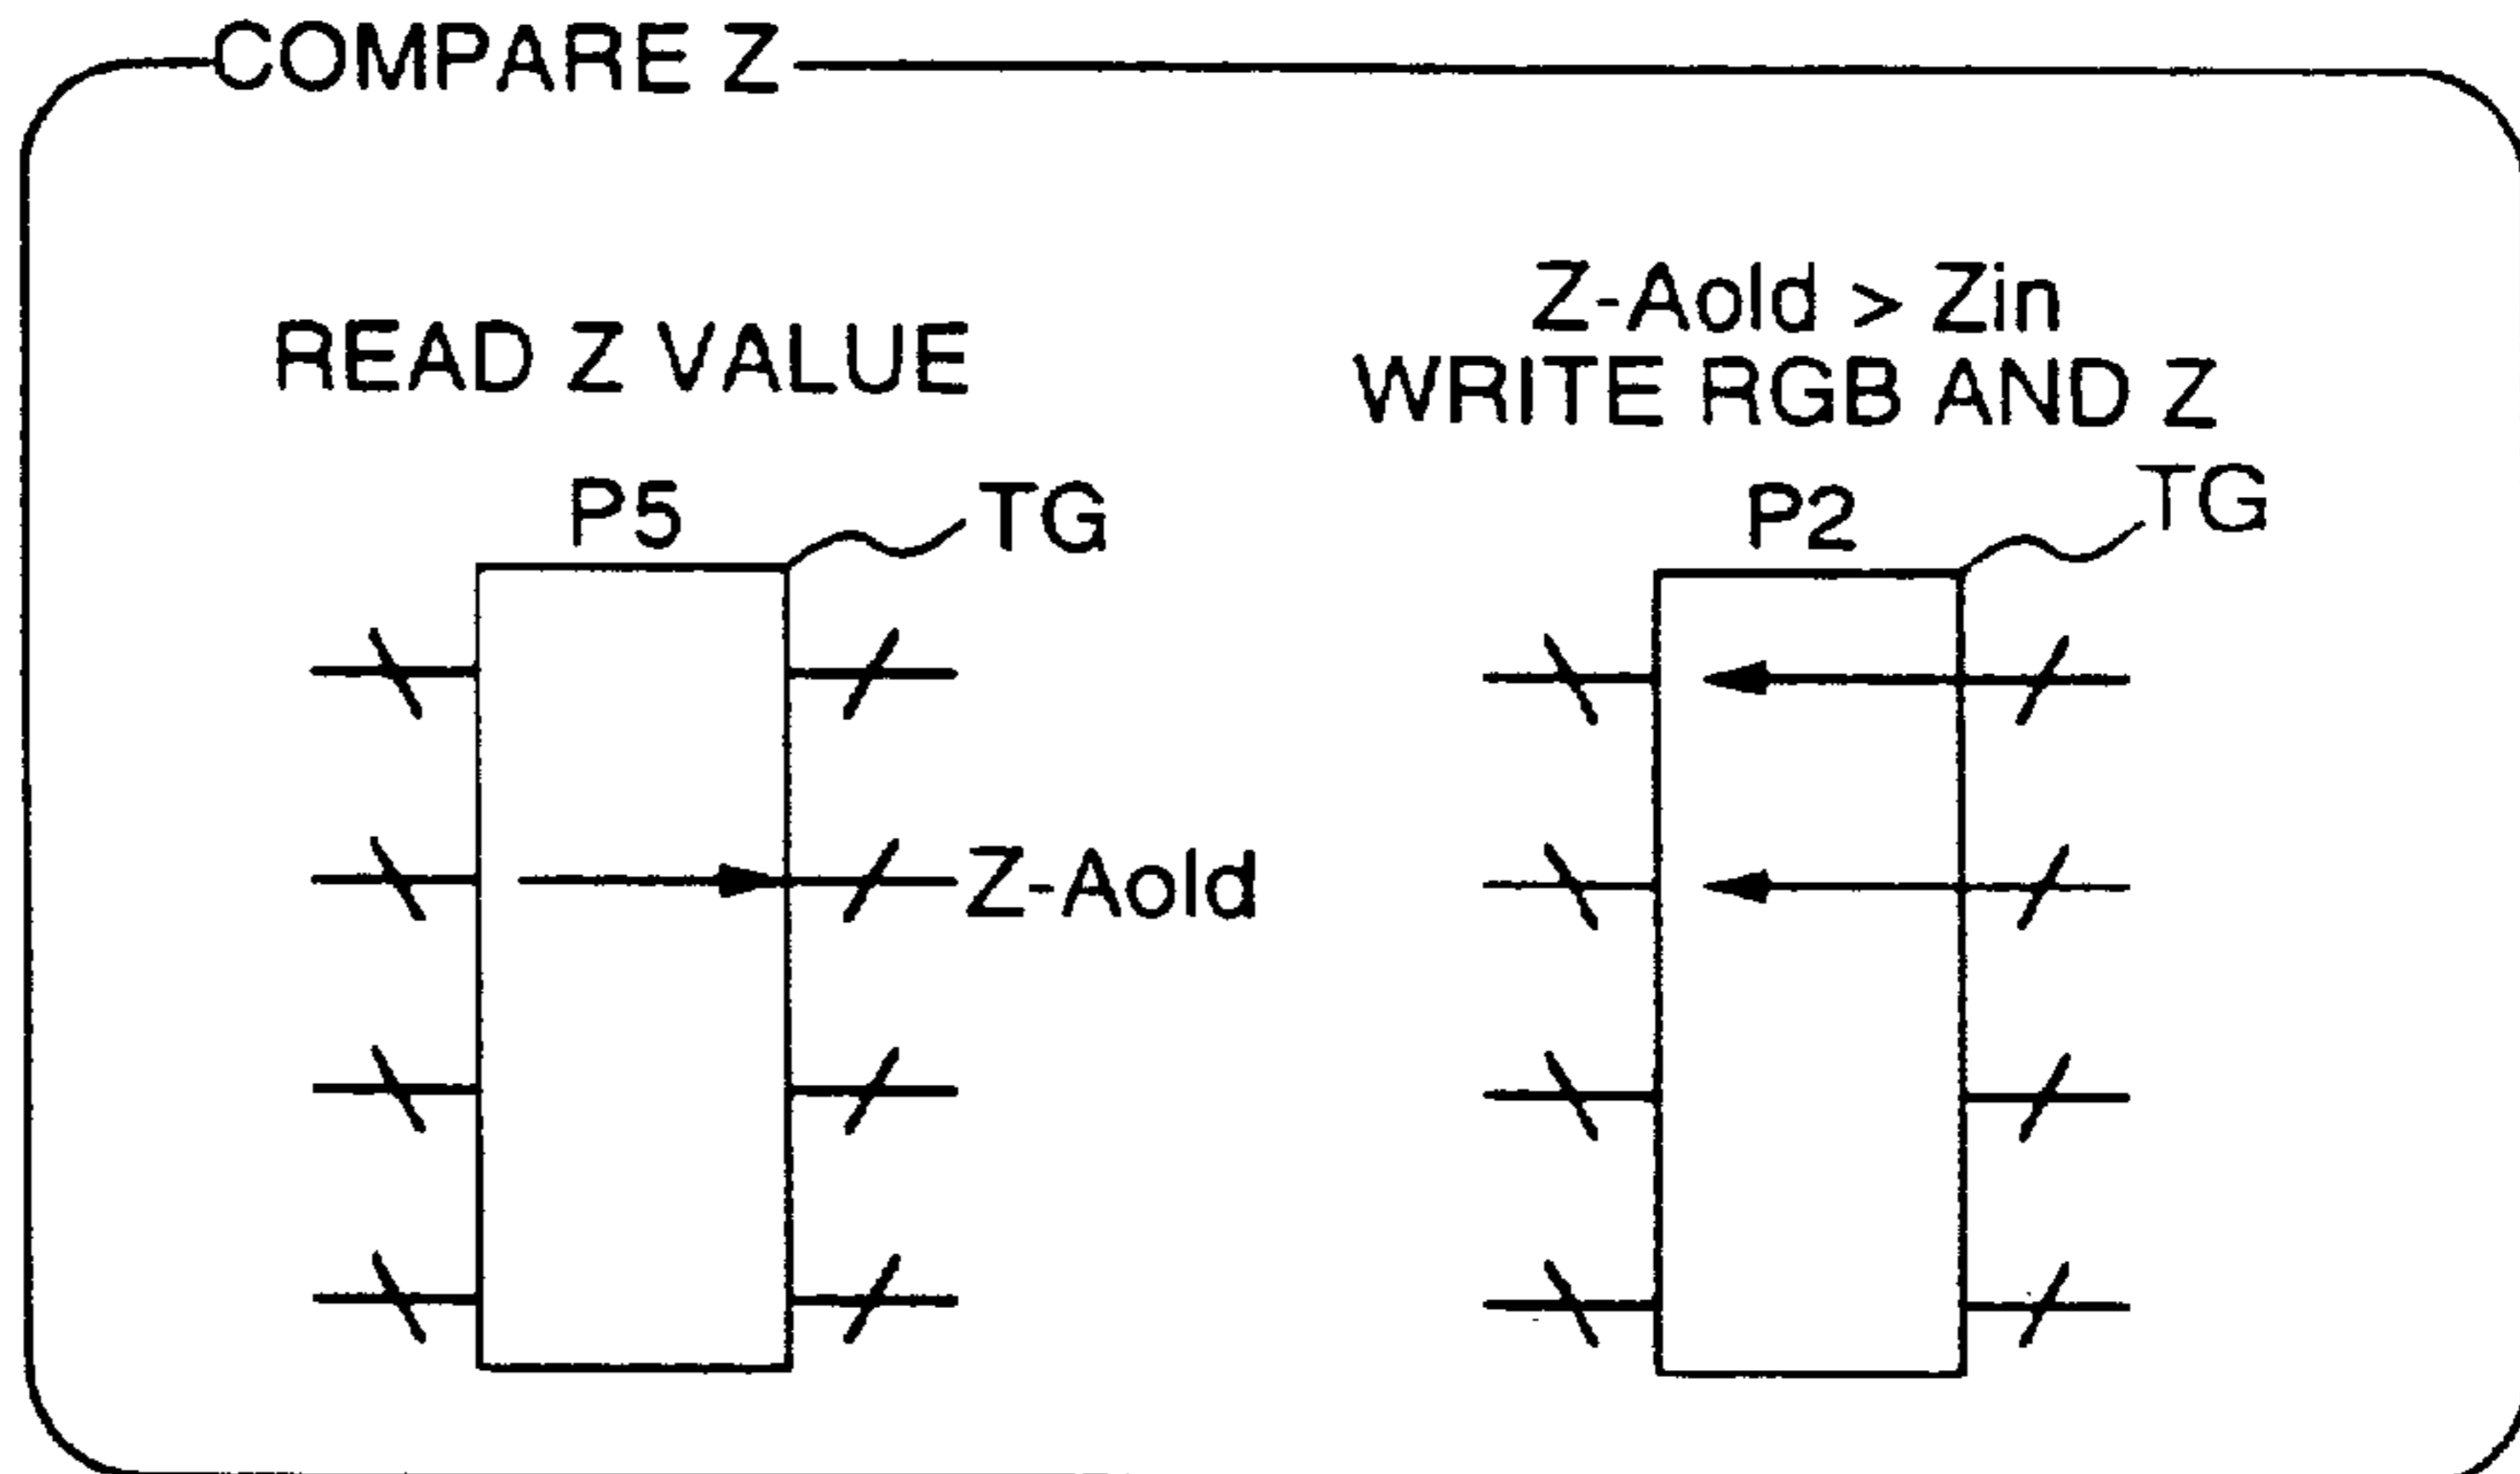 COMPARE Z
READ Z VALUE
P5
TG
Z-Aold
Z-Aold > Zin
WRITE RGB AND Z
P2
TG